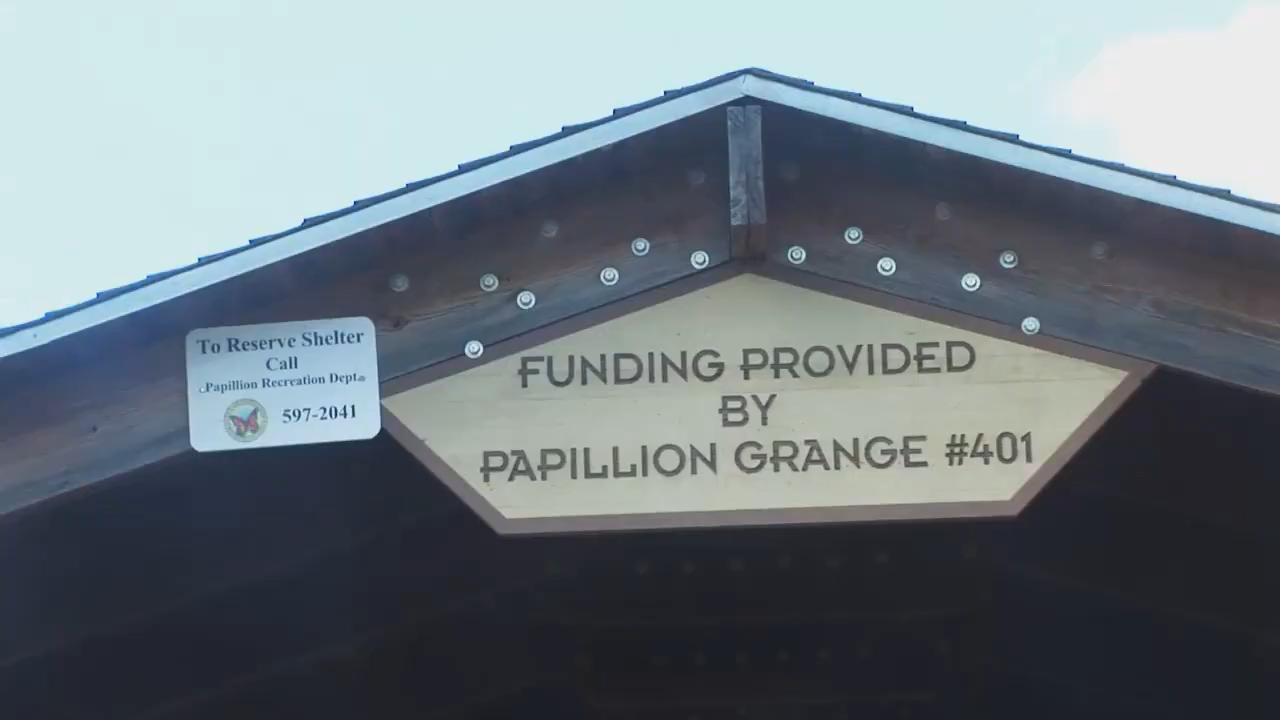 To Reserve Shelter
Call
Papillion Recreation Dept.
597-2041
FUNDING PROVIDED
BY
PAPILLION GRANGE #401